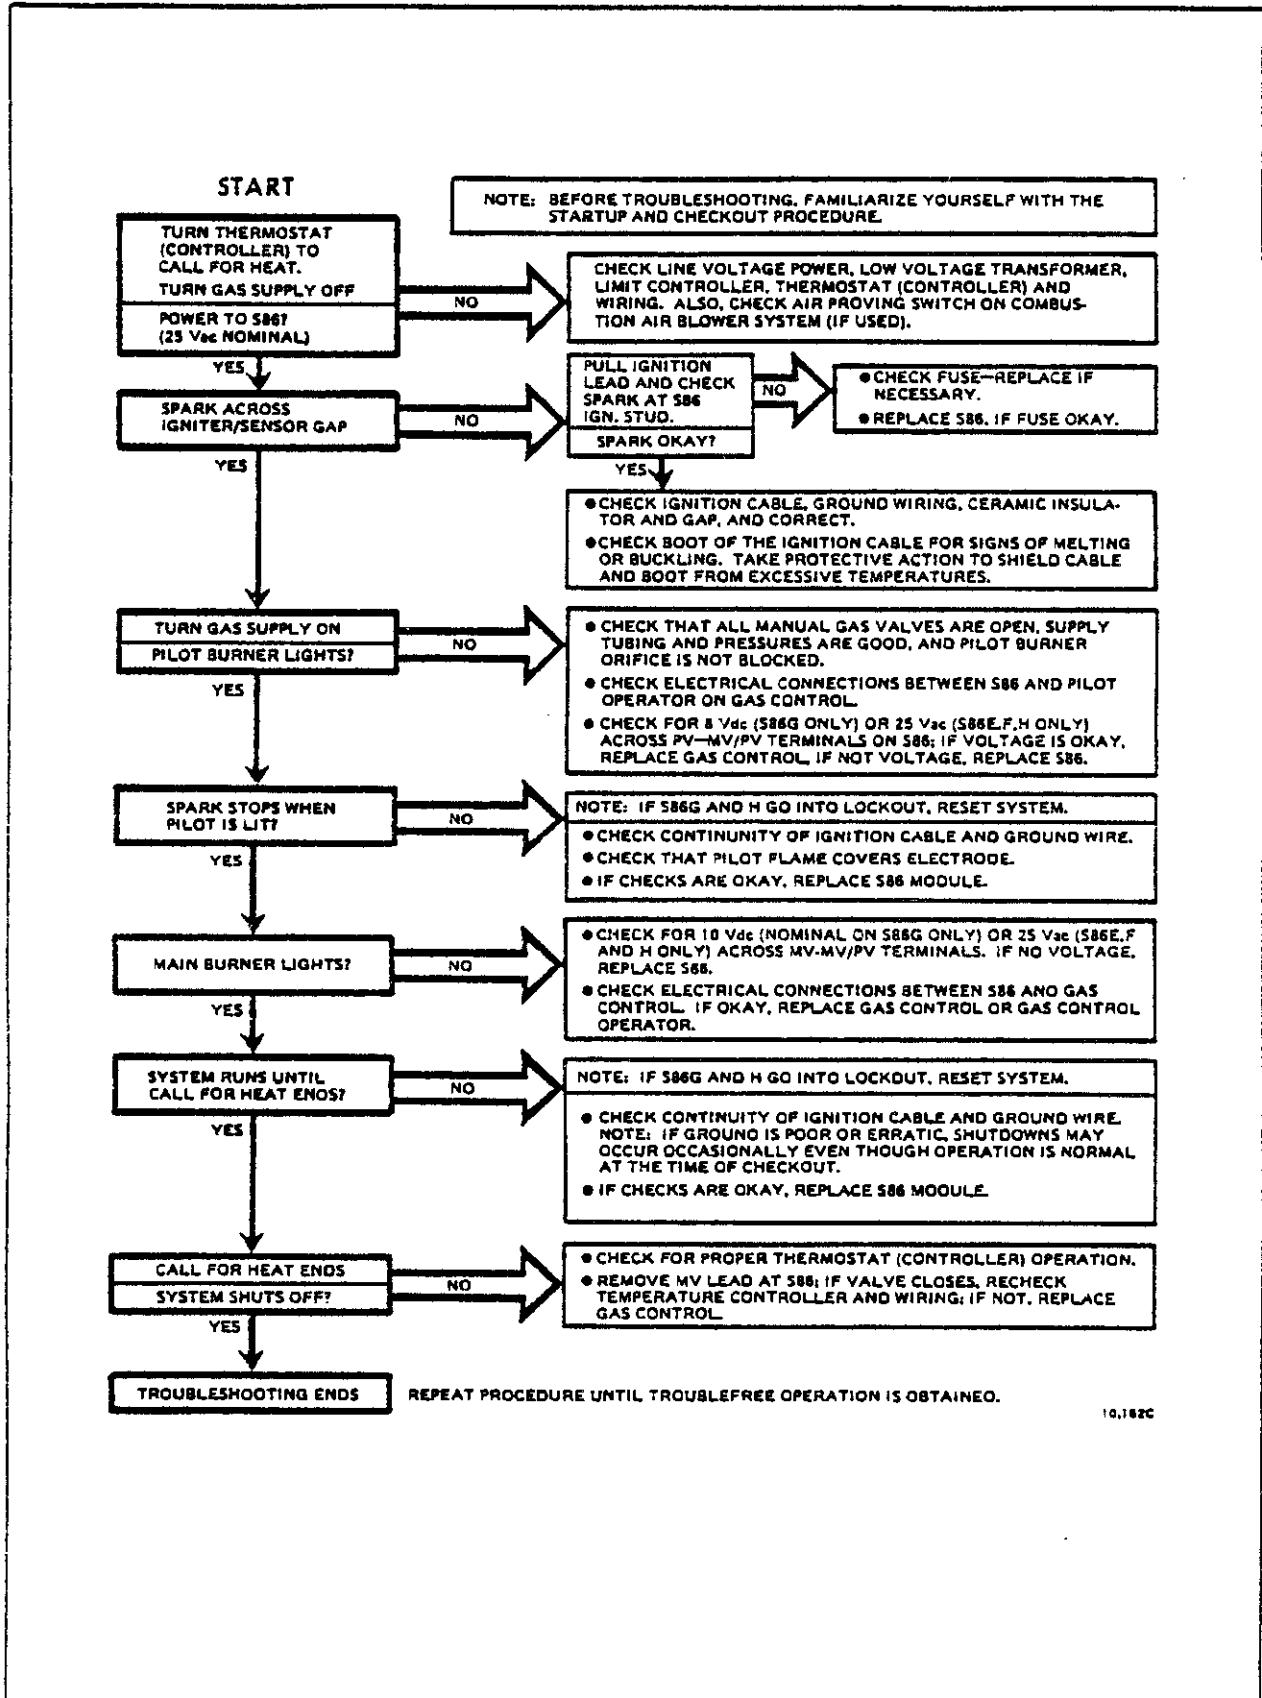 START
NOTE: BEFORE TROUBLESHOOTING, FAMILIARIZE YOURSELF WITH THE
STARTUP AND CHECKOUT PROCEDURE.
TURN THERMOSTAT
(CONTROLLER) TO
CALL FOR HEAT.
TURN GAS SUPPLY OFF
POWER TO S86?
(25 Vac NOMINAL)
NO
CHECK LINE VOLTAGE POWER, LOW VOLTAGE TRANSFORMER,
LIMIT CONTROLLER, THERMOSTAT (CONTROLLER) AND
WIRING. ALSO, CHECK AIR PROVING SWITCH ON COMBUS-
TION AIR BLOWER SYSTEM (IF USED).
YES
SPARK ACROSS
IGNITER/SENSOR GAP
NO
PULL IGNITION
LEAD AND CHECK
SPARK AT S86
IGN. STUD.
SPARK OKAY?
NO
● CHECK FUSE—REPLACE IF
NECESSARY.
● REPLACE S86, IF FUSE OKAY.
YES
YES
● CHECK IGNITION CABLE, GROUND WIRING, CERAMIC INSULA-
TOR AND GAP, AND CORRECT.
● CHECK BOOT OF THE IGNITION CABLE FOR SIGNS OF MELTING
OR BUCKLING. TAKE PROTECTIVE ACTION TO SHIELD CABLE
AND BOOT FROM EXCESSIVE TEMPERATURES.
TURN GAS SUPPLY ON
PILOT BURNER LIGHTS?
NO
● CHECK THAT ALL MANUAL GAS VALVES ARE OPEN, SUPPLY
TUBING AND PRESSURES ARE GOOD, AND PILOT BURNER
ORIFICE IS NOT BLOCKED.
● CHECK ELECTRICAL CONNECTIONS BETWEEN S86 AND PILOT
OPERATOR ON GAS CONTROL.
● CHECK FOR 8 Vdc (S86G ONLY) OR 25 Vac (S86E,F,H ONLY)
ACROSS PV—MV/PV TERMINALS ON S86; IF VOLTAGE IS OKAY,
REPLACE GAS CONTROL, IF NOT VOLTAGE, REPLACE S86.
YES
SPARK STOPS WHEN
PILOT IS LIT?
NO
NOTE: IF S86G AND H GO INTO LOCKOUT, RESET SYSTEM.
● CHECK CONTINUNITY OF IGNITION CABLE AND GROUND WIRE.
● CHECK THAT PILOT FLAME COVERS ELECTRODE.
● IF CHECKS ARE OKAY, REPLACE S86 MODULE.
YES
MAIN BURNER LIGHTS?
NO
● CHECK FOR 10 Vdc (NOMINAL ON S86G ONLY) OR 25 Vac (S86E,F
AND H ONLY) ACROSS MV-MV/PV TERMINALS. IF NO VOLTAGE,
REPLACE S86.
● CHECK ELECTRICAL CONNECTIONS BETWEEN S86 AND GAS
CONTROL. IF OKAY, REPLACE GAS CONTROL OR GAS CONTROL
OPERATOR.
YES
SYSTEM RUNS UNTIL
CALL FOR HEAT ENDS?
NO
NOTE: IF S86G AND H GO INTO LOCKOUT, RESET SYSTEM.
● CHECK CONTINUITY OF IGNITION CABLE AND GROUND WIRE.
NOTE: IF GROUND IS POOR OR ERRATIC, SHUTDOWNS MAY
OCCUR OCCASIONALLY EVEN THOUGH OPERATION IS NORMAL
AT THE TIME OF CHECKOUT.
● IF CHECKS ARE OKAY, REPLACE S86 MODULE.
YES
CALL FOR HEAT ENDS
SYSTEM SHUTS OFF?
NO
● CHECK FOR PROPER THERMOSTAT (CONTROLLER) OPERATION.
● REMOVE MV LEAD AT S86; IF VALVE CLOSES, RECHECK
TEMPERATURE CONTROLLER AND WIRING; IF NOT, REPLACE
GAS CONTROL.
YES
TROUBLESHOOTING ENDS
REPEAT PROCEDURE UNTIL TROUBLEFREE OPERATION IS OBTAINED.
10,162C